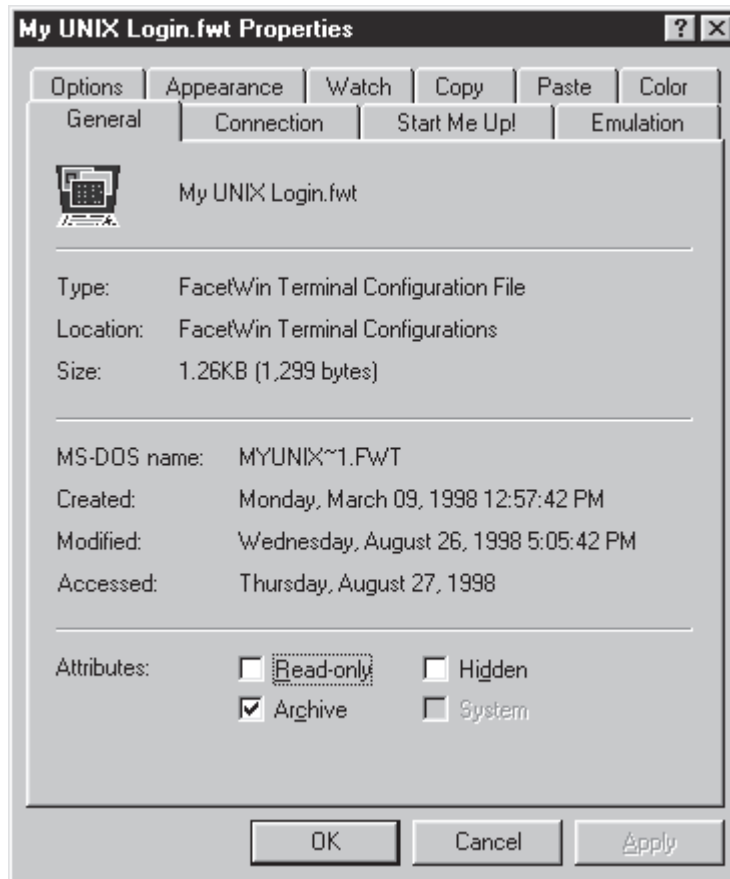 My UNIX Login.fwt Properties
Options Appearance Watch Copy Paste Color
General Connection Start Me Up! Emulation
My UNIX Login.fwt
Type: FacetWin Terminal Configuration File
Location: FacetWin Terminal Configurations
Size: 1.26KB (1,299 bytes)
MS-DOS name: MYUNIX~1.FWT
Created: Monday, March 09, 1998 12:57:42 PM
Modified: Wednesday, August 26, 1998 5:05:42 PM
Accessed: Thursday, August 27, 1998
Attributes: Read-only Hidden
Archive System
OK Cancel Apply